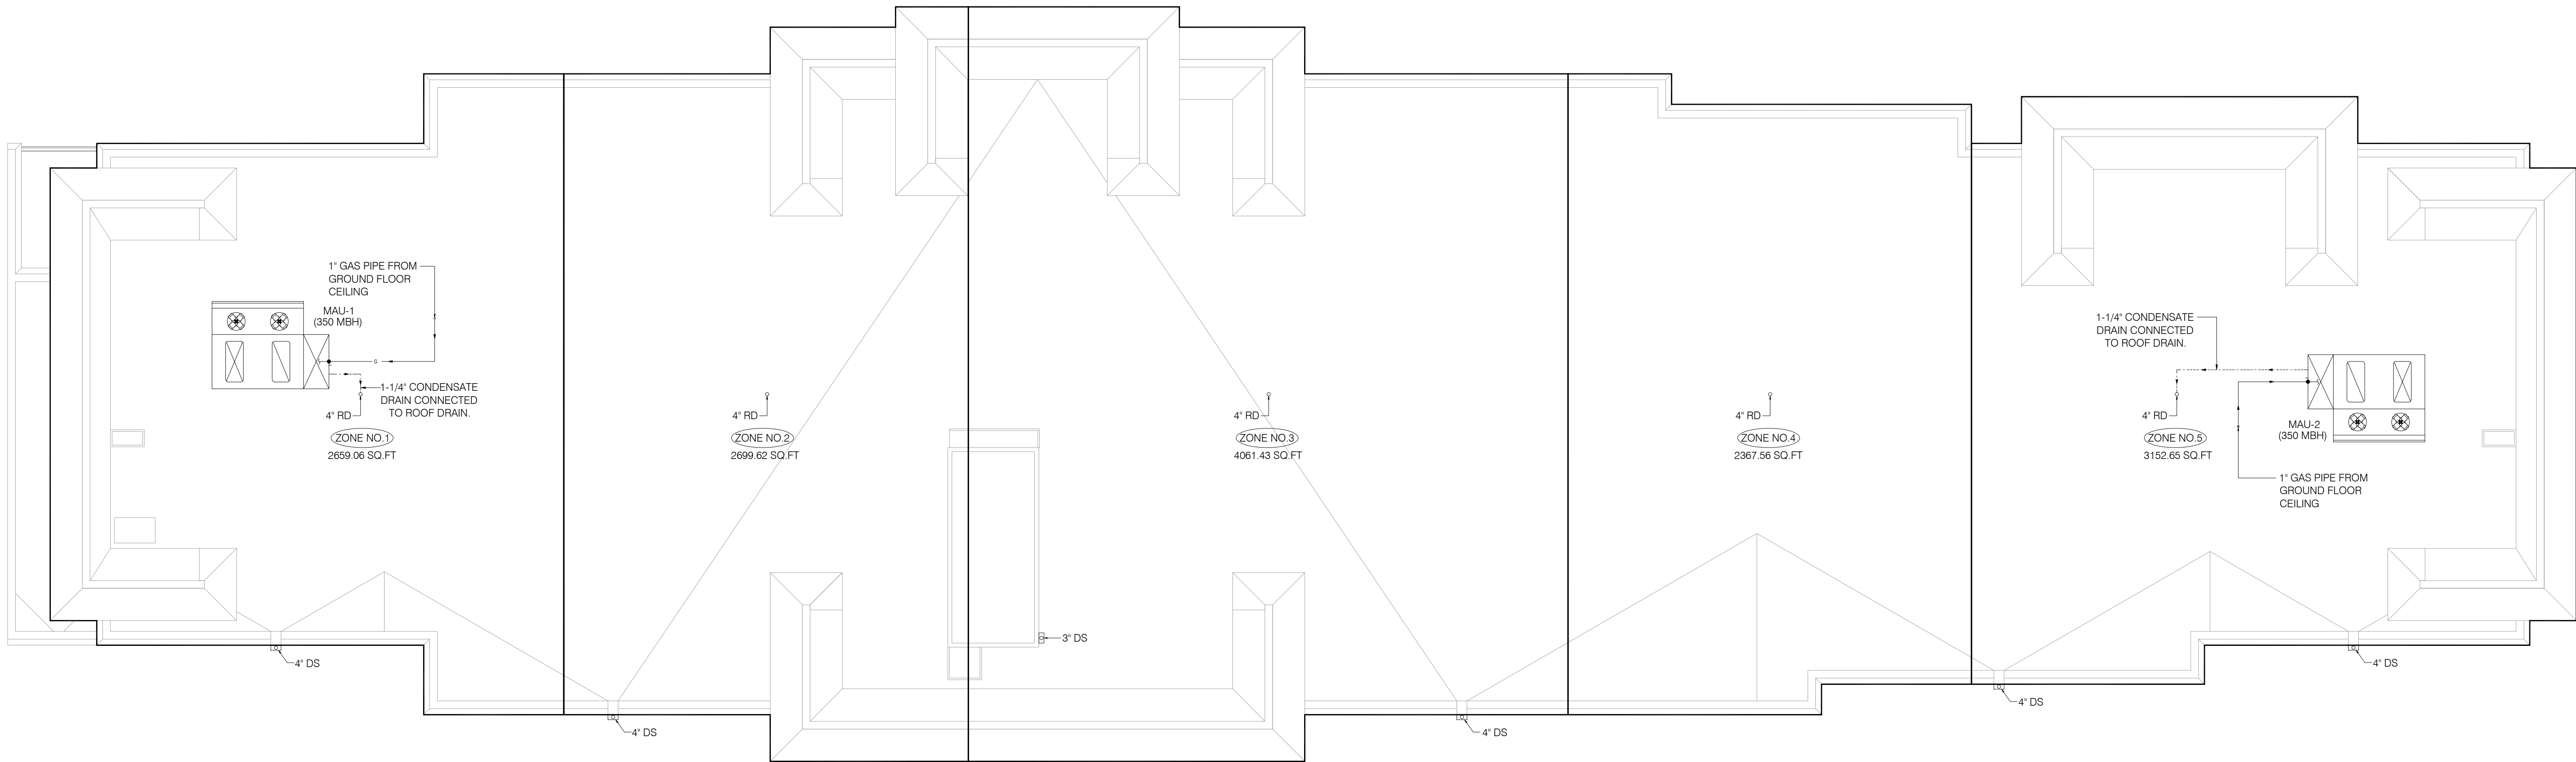 1" GAS PIPE FROM
GROUND FLOOR
CEILING
MAU-1
(350 MBH)
G
1-1/4" CONDENSATE
DRAIN CONNECTED
TO ROOF DRAIN.
4" RD
ZONE NO.1
2659.06 SQ.FT
4" DS
4" RD
ZONE NO.2
2699.62 SQ.FT
4" DS
3" DS
4" RD
ZONE NO.3
4061.43 SQ.FT
4" DS
4" RD
ZONE NO.4
2367.56 SQ.FT
4" DS
1-1/4" CONDENSATE
DRAIN CONNECTED
TO ROOF DRAIN.
4" RD
ZONE NO.5
3152.65 SQ.FT
MAU-2
(350 MBH)
1" GAS PIPE FROM
GROUND FLOOR
CEILING
4" DS